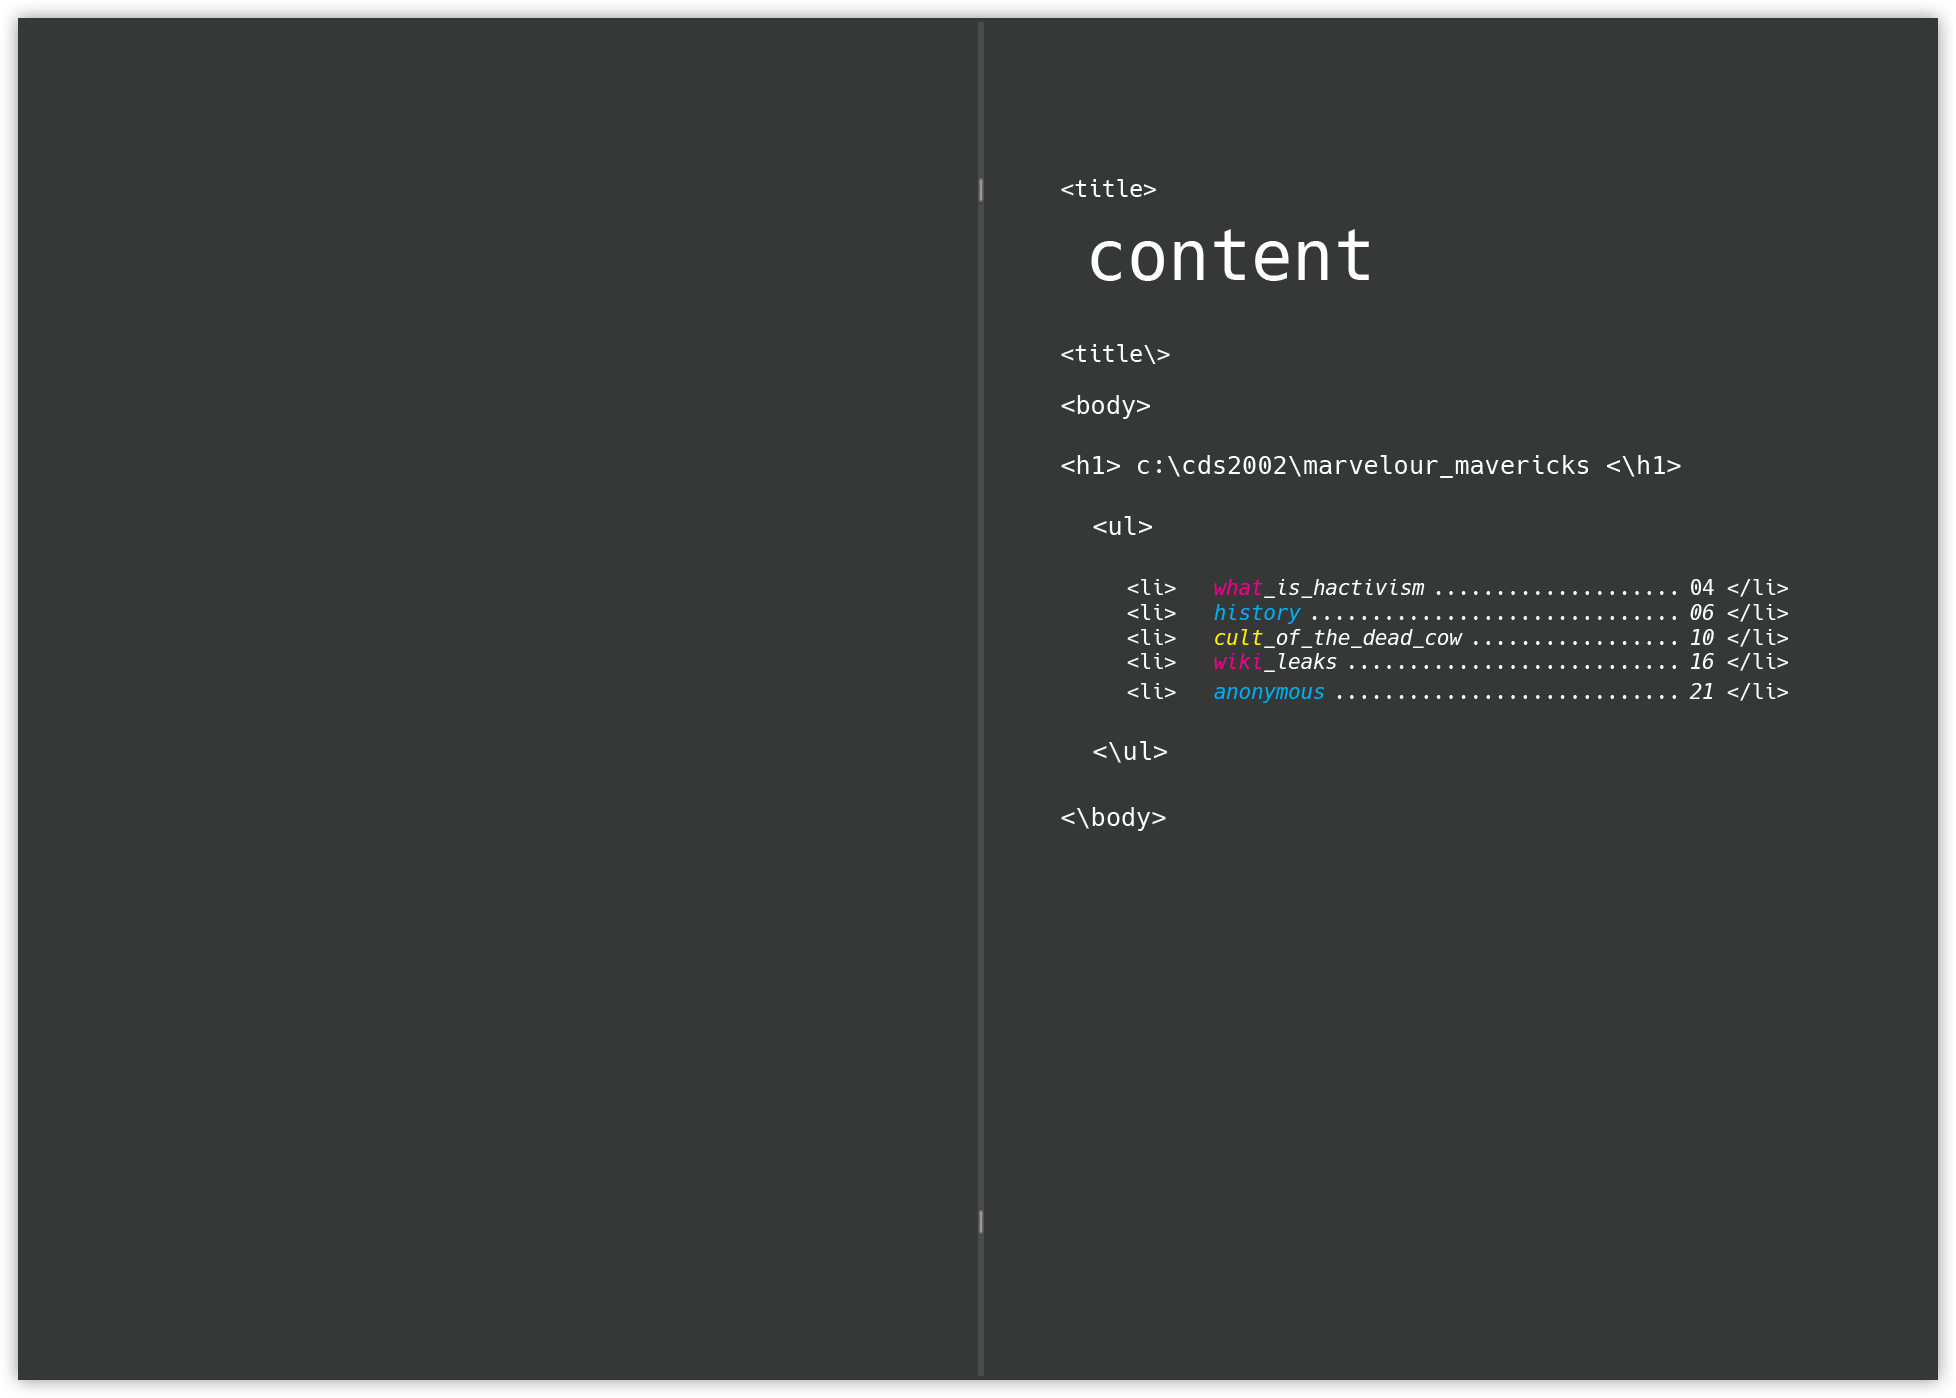 <title>
content
<title\>
<body>
<h1> c:\cds2002\marvelour_mavericks <\h1>
<ul>
<li> what_is_hactivism .................... 04 </li>
<li> history .............................. 06 </li>
<li> cult_of_the_dead_cow ................. 10 </li>
<li> wiki_leaks ........................... 16 </li>
<li> anonymous ............................ 21 </li>
<\ul>
<\body>